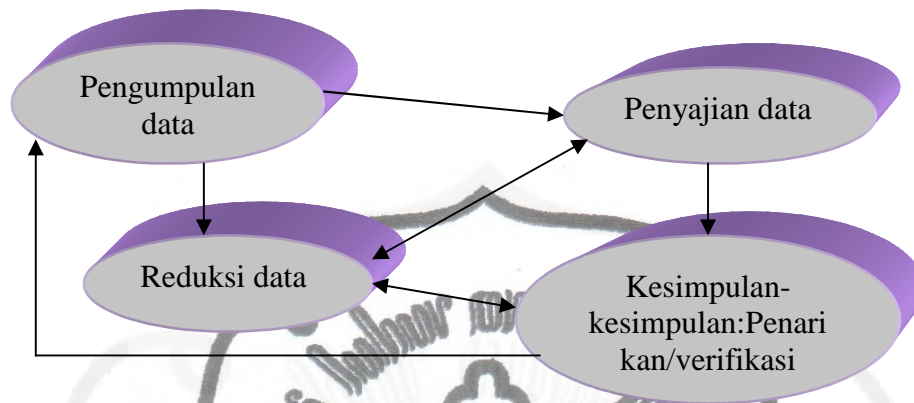 Pengumpulan
data
Penyajian data
Reduksi data
Kesimpulan-
kesimpulan:Penari
kan/verifikasi